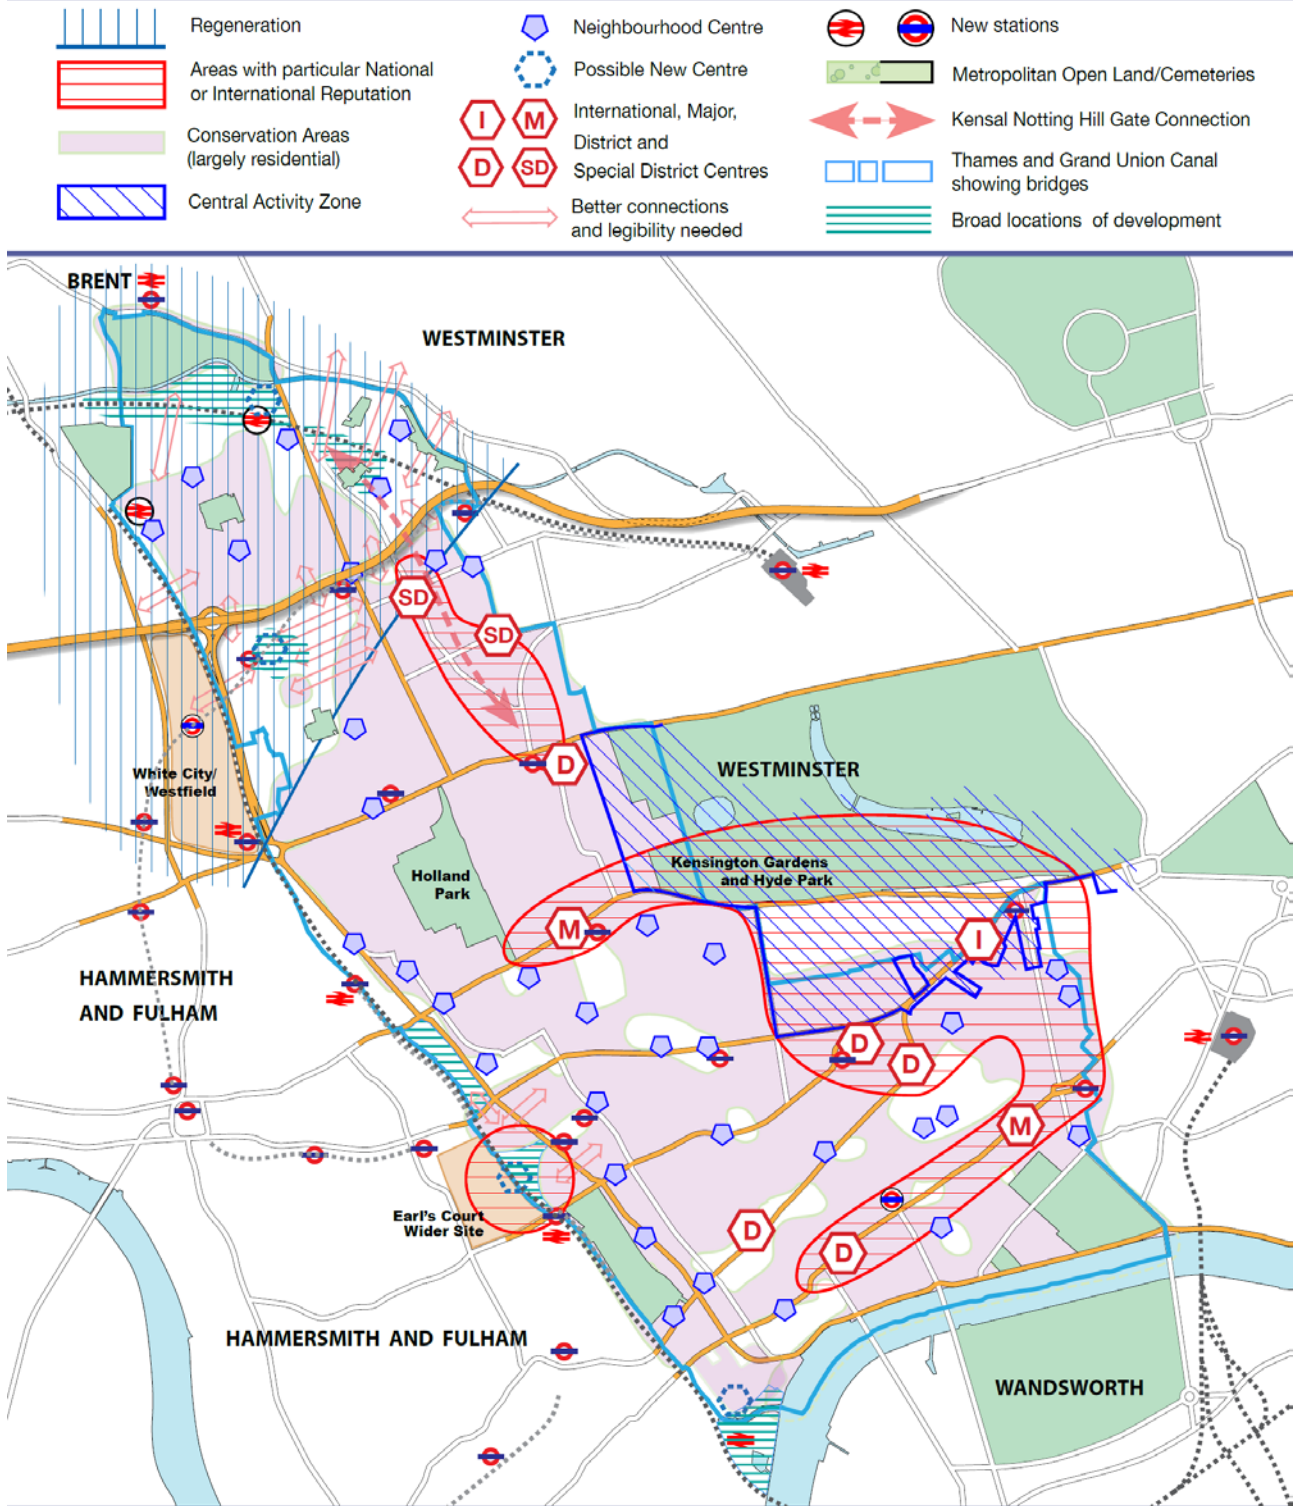 Regeneration
Areas with particular National
or International Reputation
Conservation Areas
(largely residential)
Central Activity Zone
Neighbourhood Centre
Possible New Centre
I
M
International, Major,
District and
D
SD
Special District Centres
Better connections
and legibility needed
New stations
Metropolitan Open Land/Cemeteries
Kensal Notting Hill Gate Connection
Thames and Grand Union Canal
showing bridges
Broad locations of development
BRENT
WESTMINSTER
SD
SD
D
White City/
Westfield
WESTMINSTER
Holland
Park
Kensington Gardens
and Hyde Park
M
I
HAMMERSMITH
AND FULHAM
D
D
M
Earl's Court
Wider Site
D
D
HAMMERSMITH AND FULHAM
WANDSWORTH